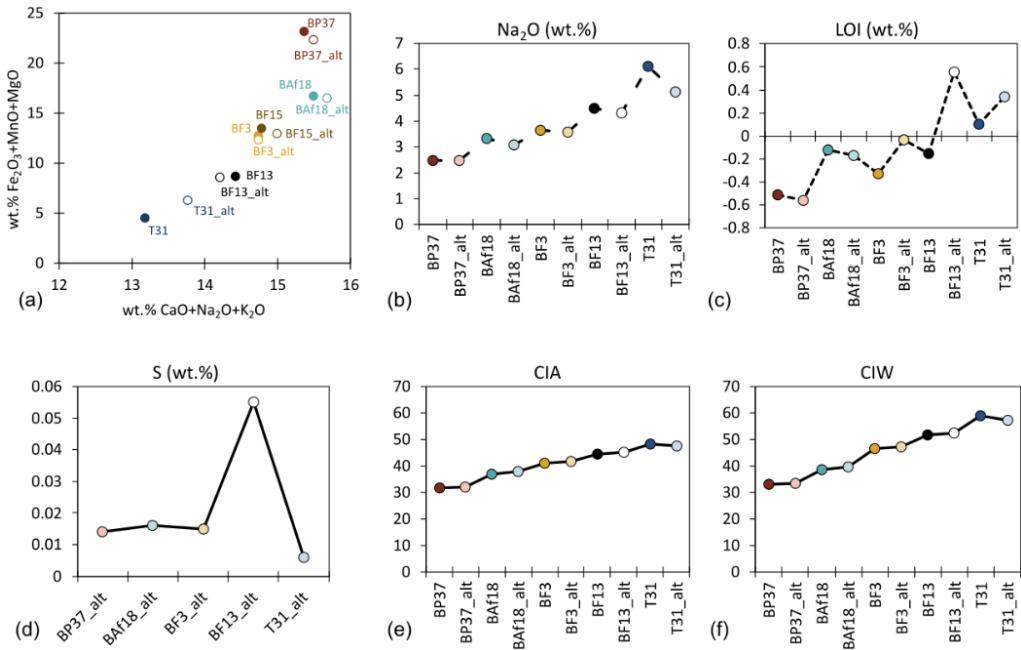 25
20
15
10
5
0
12
13
14
15
16
wt.% Fe₂O₃+MnO+MgO
wt.% CaO+Na₂O+K₂O
BP37
BP37_alt
BAf18
BAf18_alt
BF15
BF3
BF15_alt
BF3_alt
BF13
BF13_alt
T31_alt
T31
(a)
Na₂O (wt.%)
7
6
5
4
3
2
1
0
BP37
BP37_alt
BAf18
BAf18_alt
BF3
BF3_alt
BF13
BF13_alt
T31
T31_alt
(b)
LOI (wt.%)
0.8
0.6
0.4
0.2
0
-0.2
-0.4
-0.6
-0.8
BP37
BP37_alt
BAf18
BAf18_alt
BF3
BF3_alt
BF13
BF13_alt
T31
T31_alt
(c)
S (wt.%)
0.06
0.05
0.04
0.03
0.02
0.01
0
BP37_alt
BAf18_alt
BF3_alt
BF13_alt
T31_alt
(d)
CIA
70
60
50
40
30
20
10
0
BP37
BP37_alt
BAf18
BAf18_alt
BF3
BF3_alt
BF13
BF13_alt
T31
T31_alt
(e)
CIW
70
60
50
40
30
20
10
0
BP37
BP37_alt
BAf18
BAf18_alt
BF3
BF3_alt
BF13
BF13_alt
T31
T31_alt
(f)